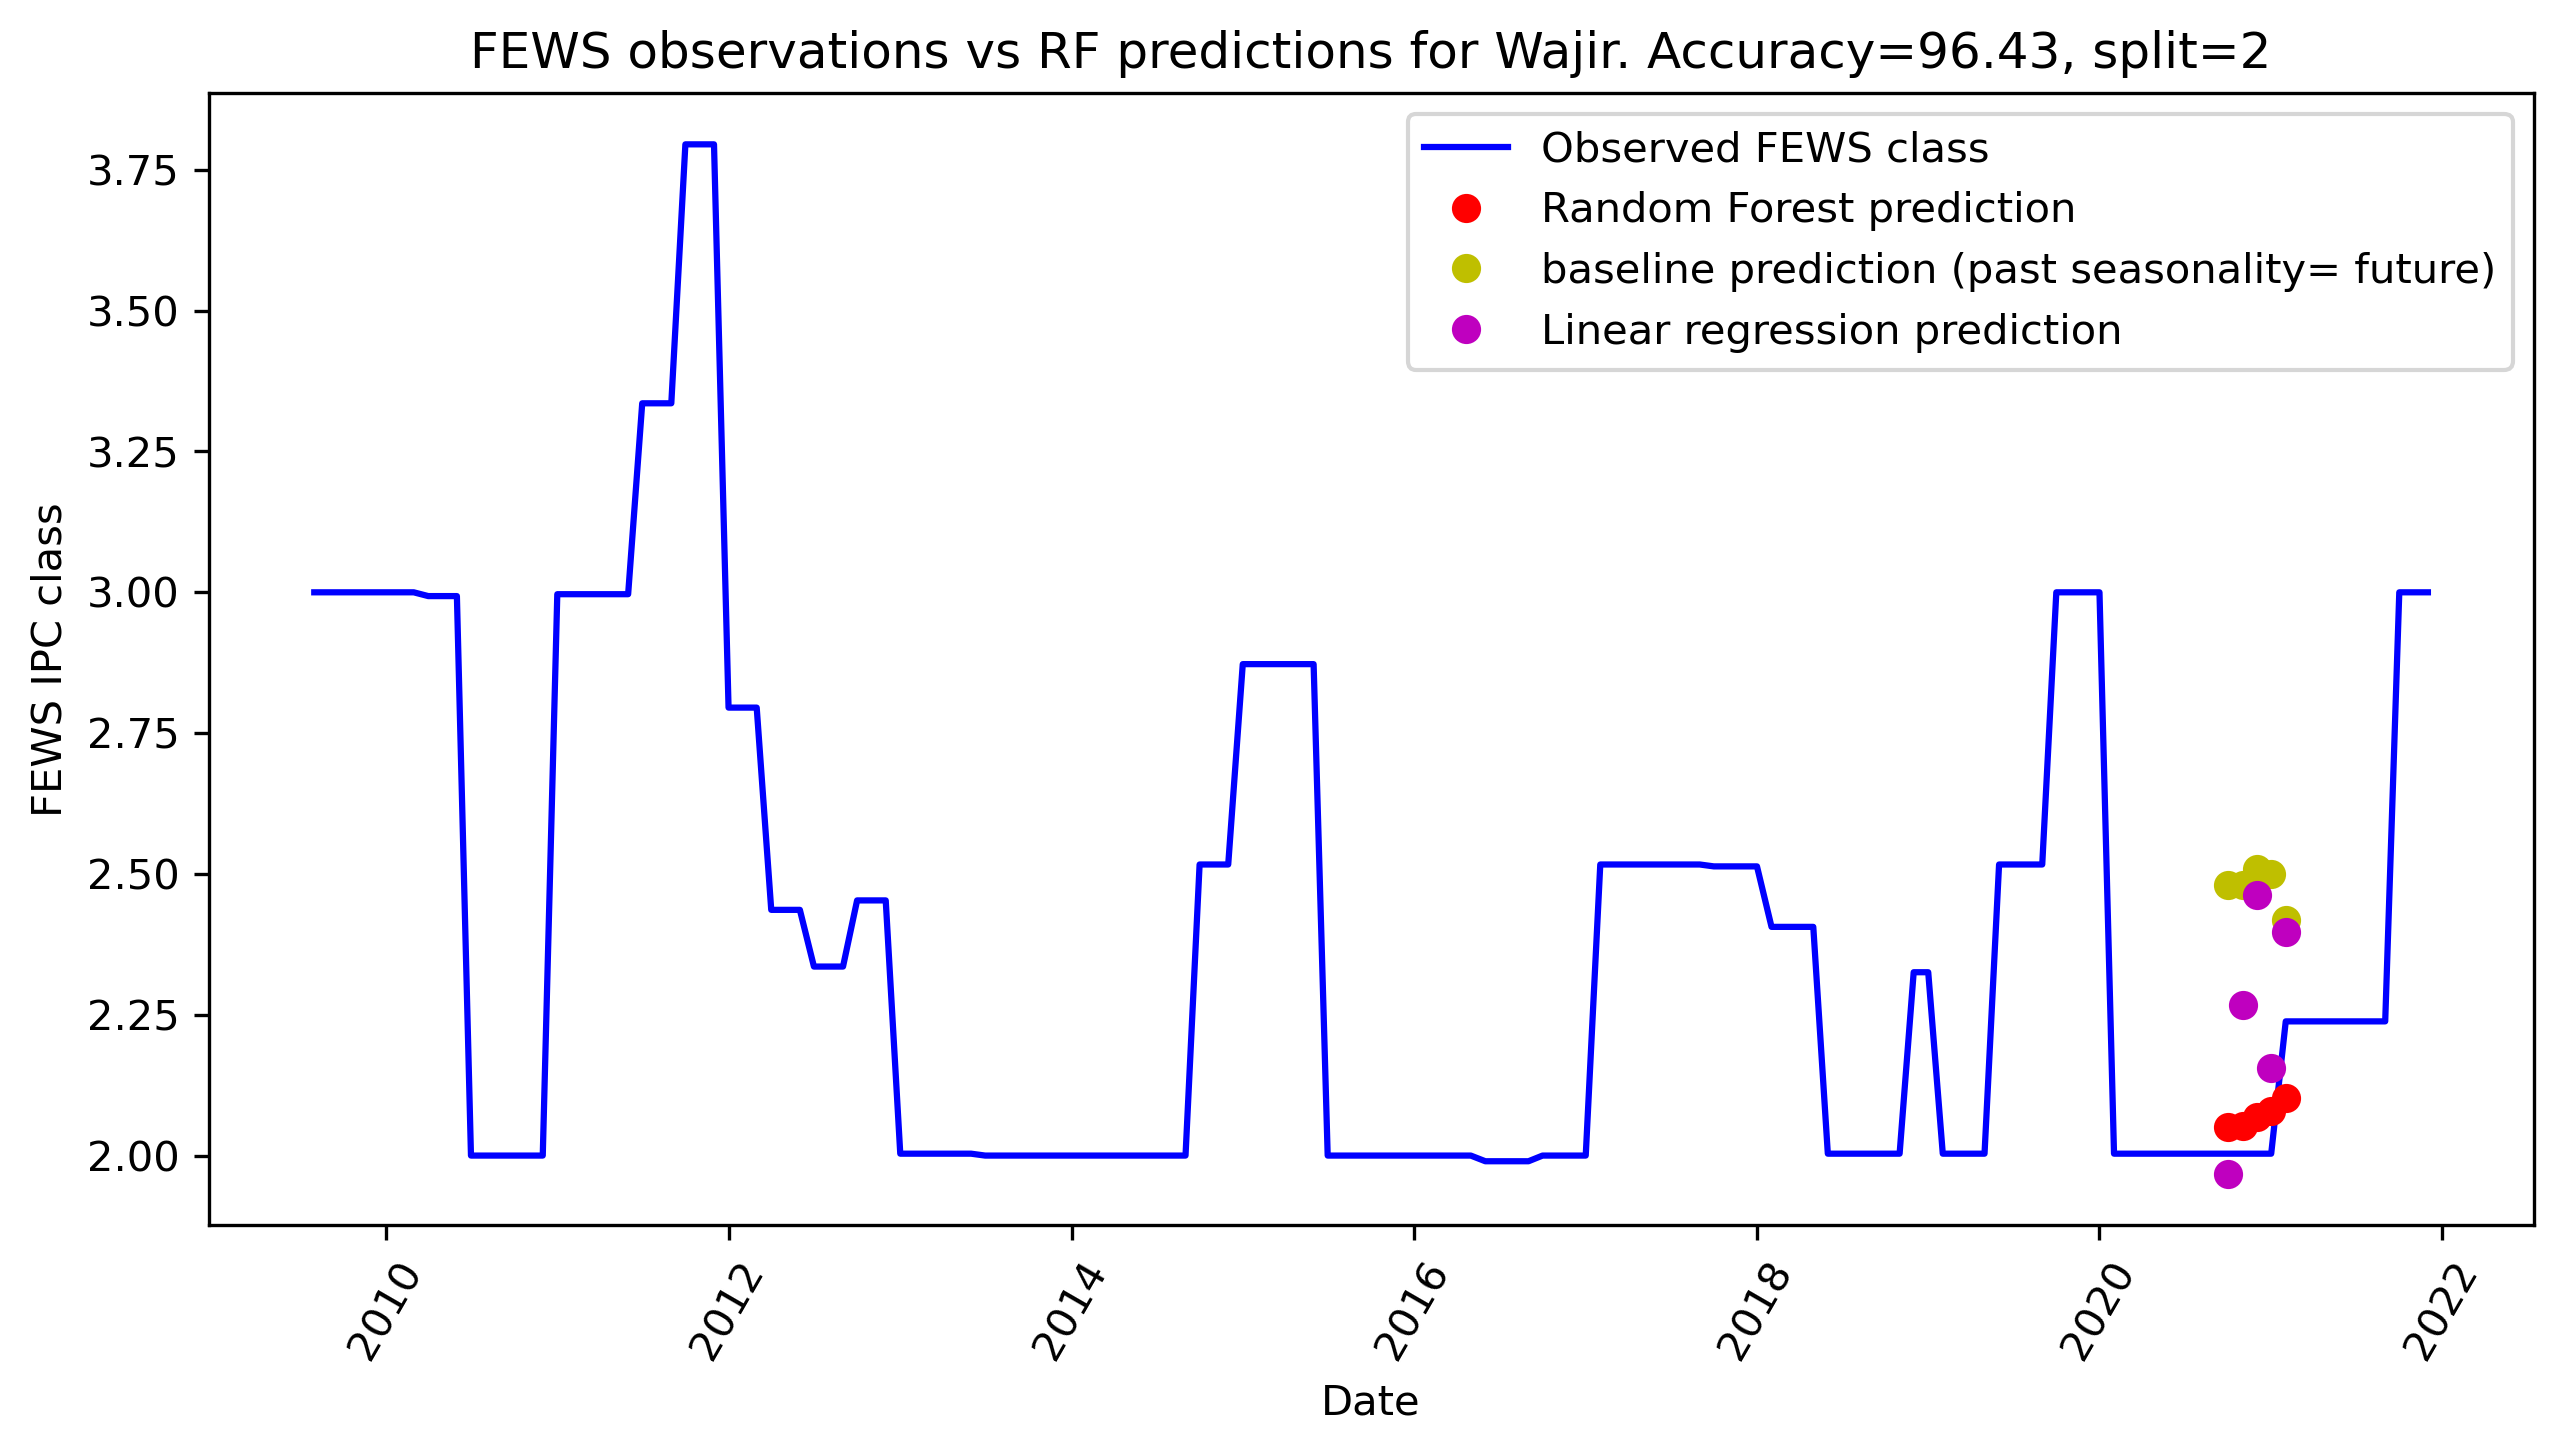 FEWS observations vs RF predictions for Wajir. Accuracy=96.43, split=2
Observed FEWS class
Random Forest prediction
baseline prediction (past seasonality= future)
Linear regression prediction
FEWS IPC class
3.75
3.50
3.25
3.00
2.75
2.50
2.25
2.00
2010
2012
2014
2016
2018
2020
2022
Date